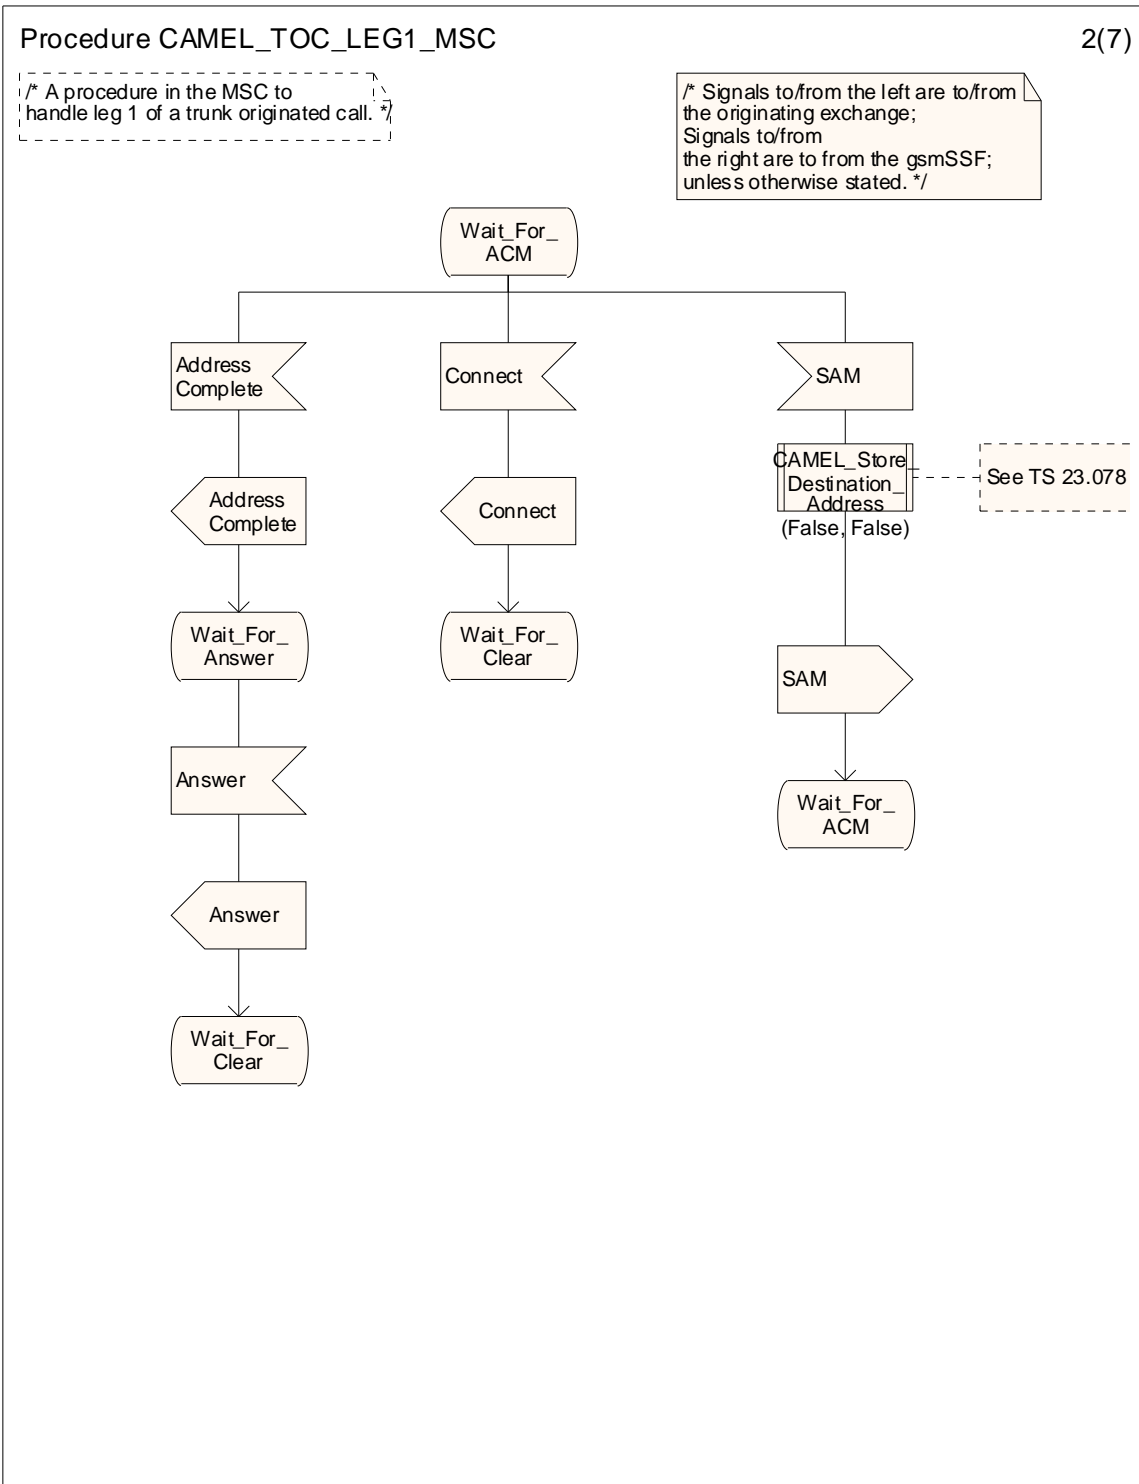 Procedure CAMEL_TOC_LEG1_MSC
2(7)
/* A procedure in the MSC to
handle leg 1 of a trunk originated call. */
/* Signals to/from the left are to/from
the originating exchange;
Signals to/from
the right are to from the gsmSSF;
unless otherwise stated. */
Wait_For_
ACM
Address
Complete
Connect
SAM
CAMEL_Store_
Destination_
Address
(False, False)
See TS 23.078
Address
Complete
Connect
Wait_For_
Answer
Wait_For_
Clear
SAM
Answer
Wait_For_
ACM
Answer
Wait_For_
Clear